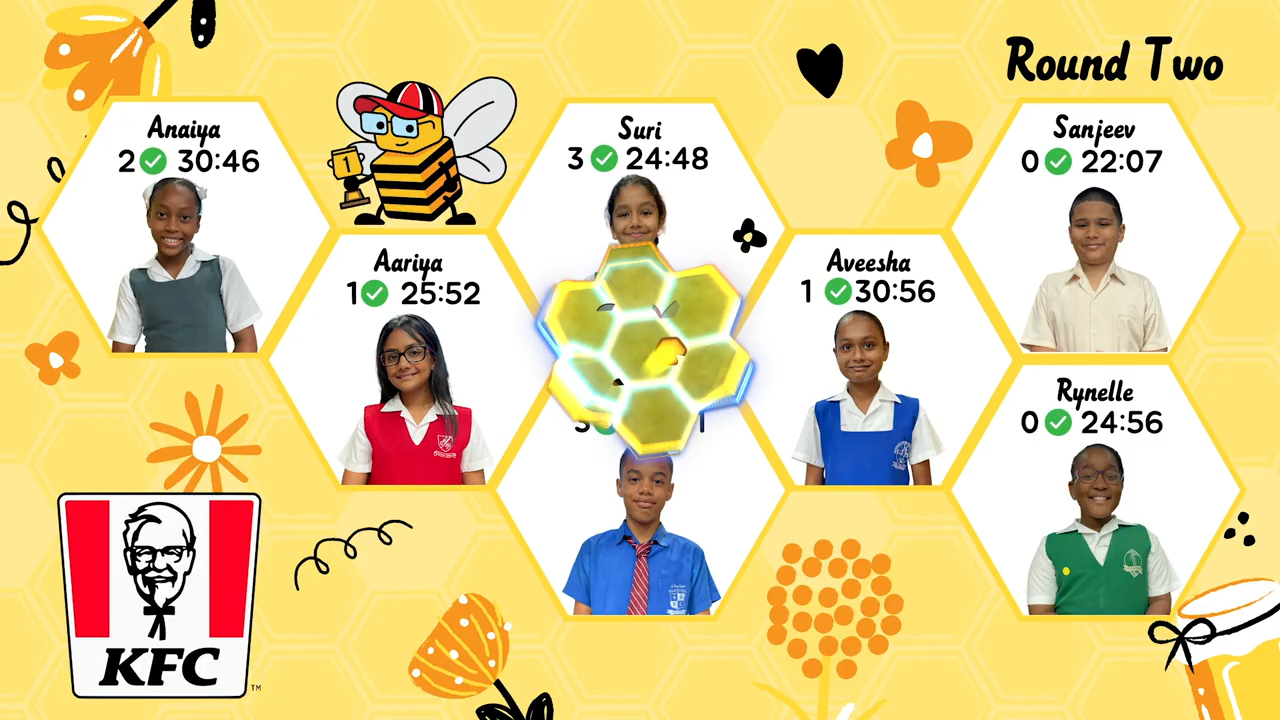 Round Two
Anaiya
2 30:46
1
Suri
3 24:48
Sanjeev
0 22:07
Aariya
1 25:52
Aveesha
1 30:56
Rynelle
0 24:56
KFC
TM